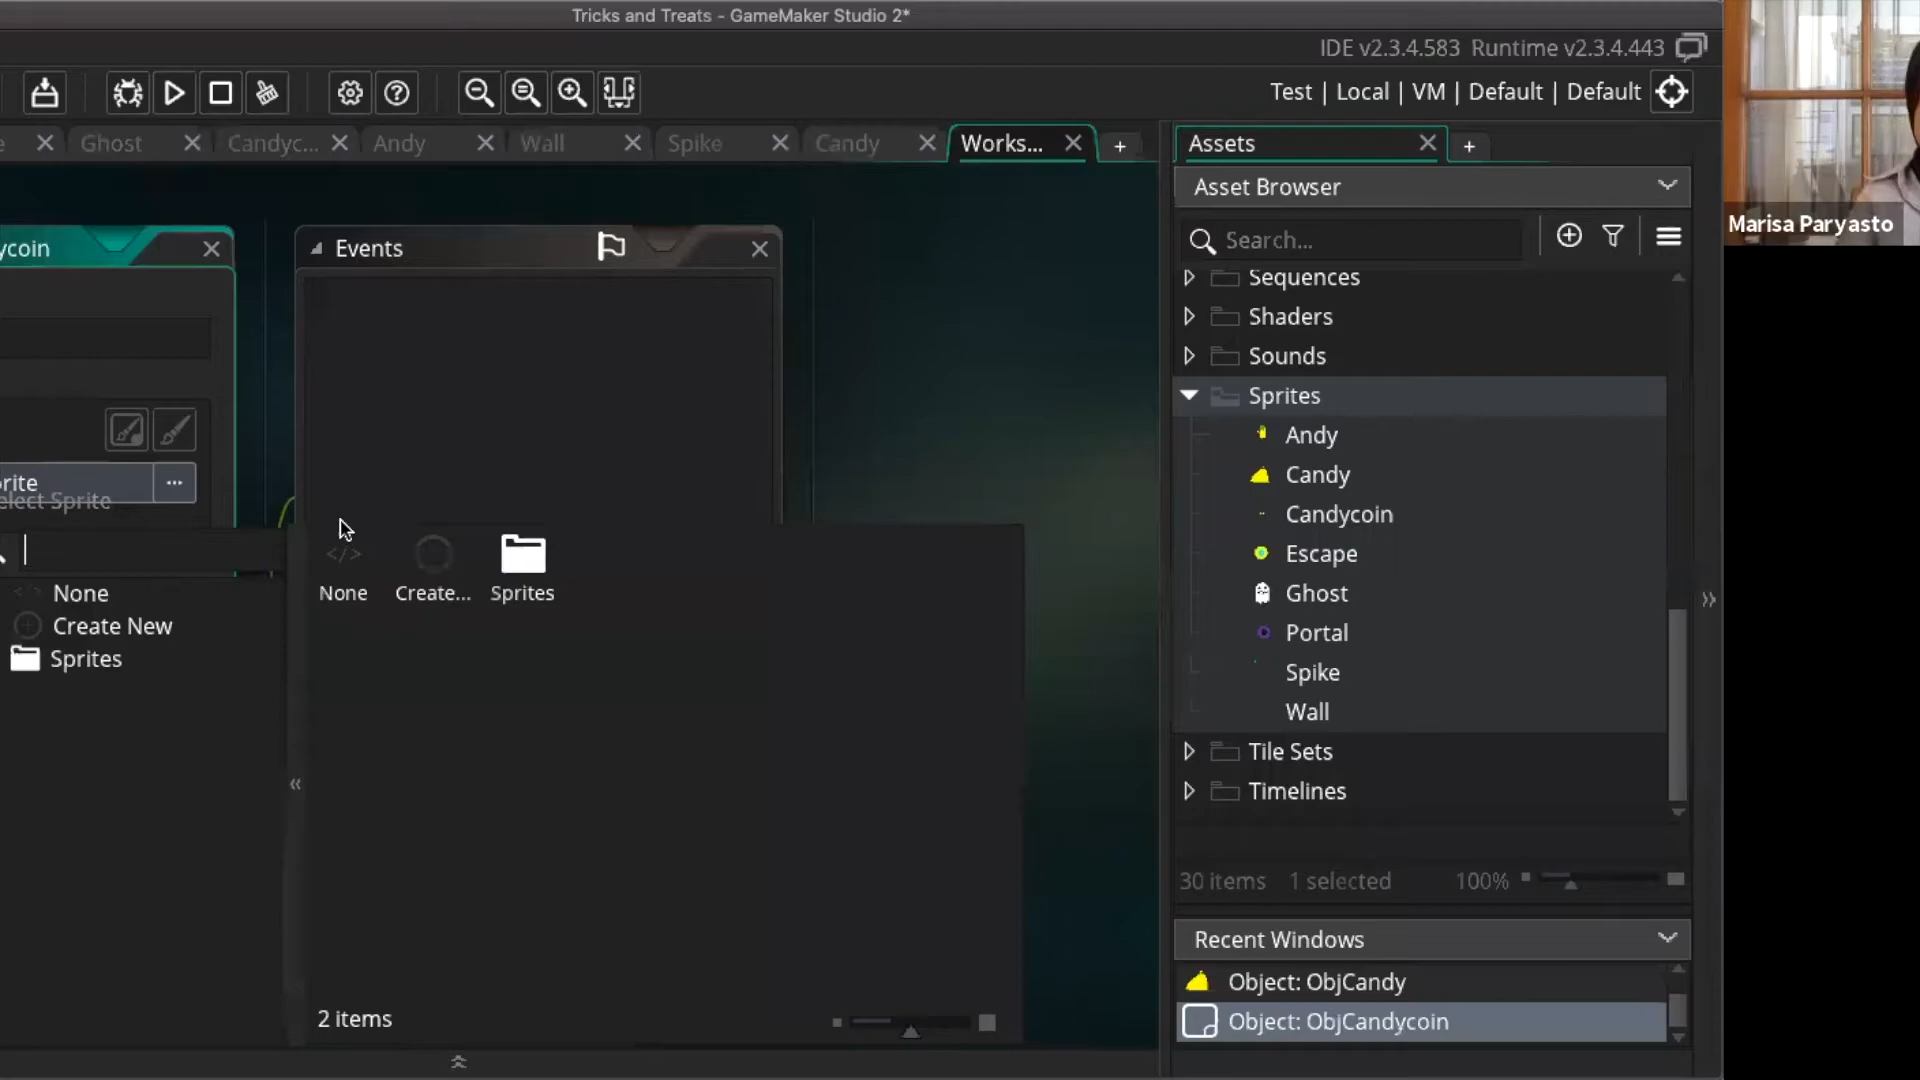 Tricks and Treats - GameMaker Studio 2*
IDE v2.3.4.583 Runtime v2.3.4.443
Test | Local | VM | Default | Default
e Ghost Candyc... Andy Wall Spike Candy Works... +
Assets +
Asset Browser
Search...
Sequences
Shaders
Sounds
Sprites
Andy
Candy
Candycoin
Escape
Ghost
Portal
Spike
Wall
Tile Sets
Timelines
30 items 1 selected 100%
Recent Windows
Object: ObjCandy
Object: ObjCandycoin
ycoin
Events
rite ...
elect Sprite
None
Create New
Sprites
None Create... Sprites
2 items
Marisa Paryasto